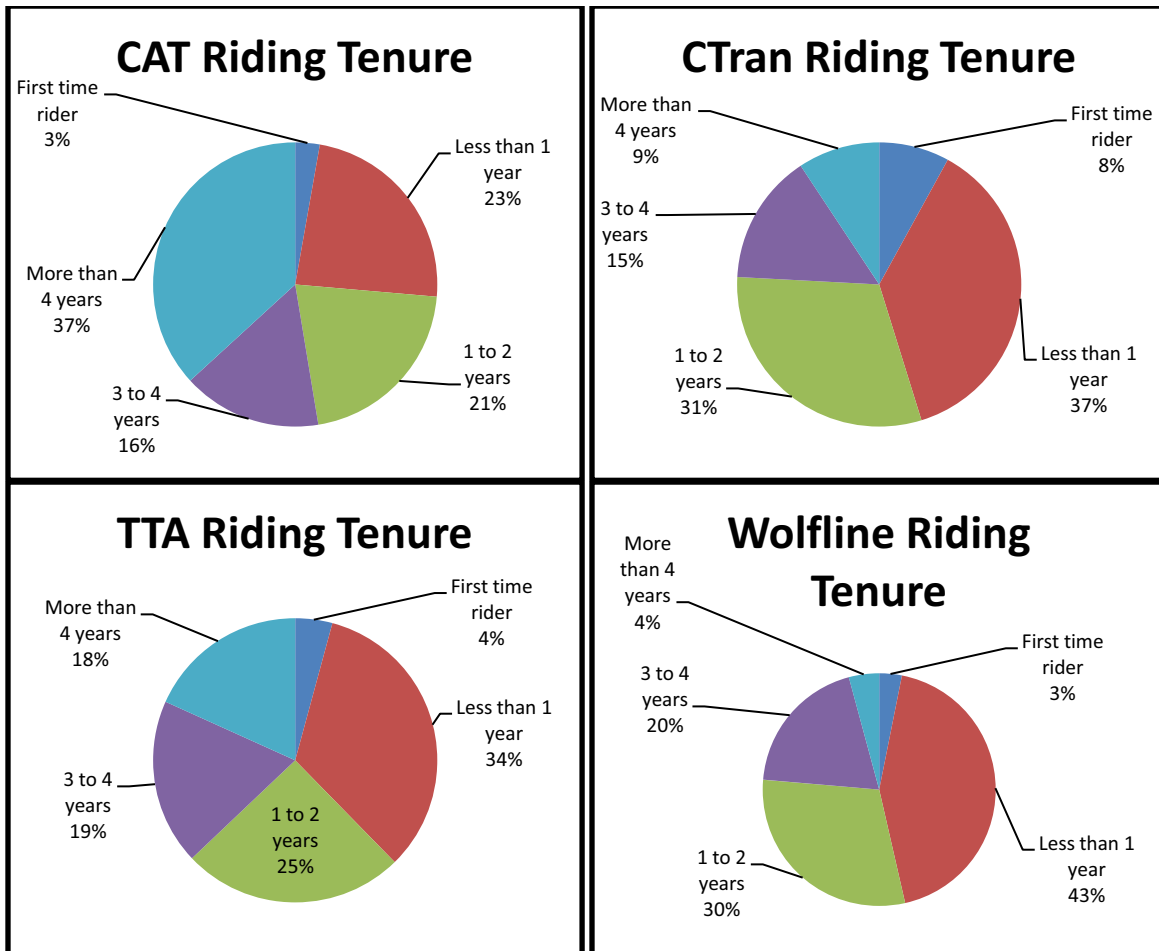 CAT Riding Tenure
First time
rider
3%
Less than 1
year
23%
1 to 2
years
21%
3 to 4
years
16%
More than
4 years
37%
CTran Riding Tenure
First time
rider
8%
Less than 1
year
37%
1 to 2
years
31%
3 to 4
years
15%
More than
4 years
9%
TTA Riding Tenure
First time
rider
4%
Less than 1
year
34%
1 to 2
years
25%
3 to 4
years
19%
More than
4 years
18%
Wolfline Riding
Tenure
First time
rider
3%
Less than 1
year
43%
1 to 2
years
30%
3 to 4
years
20%
More
than 4
years
4%